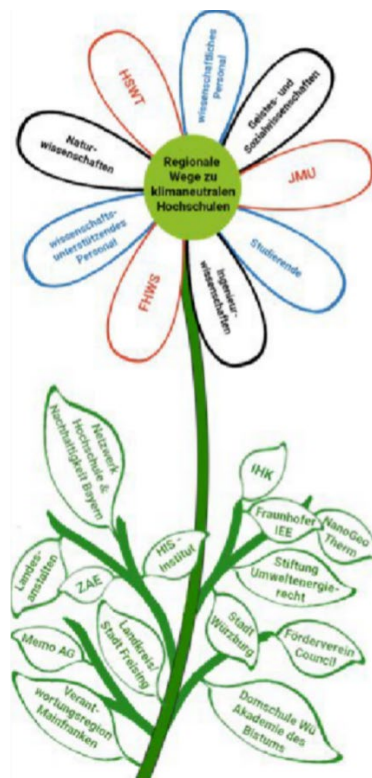 Regionale
Wege zu
klimaneutralen
Hochschulen
wissenschaftliches
Personal
Geistes- und
Sozialwissenschaften
JMU
Studierende
Ingenieur-
wissenschaften
FHWS
wissenschafts-
unterstützendes
Personal
Natur-
wissenschaften
HSWT
Netzwerk
Hochschule &
Nachhaltigkeit Bayern
IHK
Fraunhofer
IEE
NanoGeo
Therm
HIS -
Institut
Landes-
anstalten
ZAE
Stiftung
Umweltenergie-
recht
Memo AG
Landkreis/
Stadt Freising
Stadt
Würzburg
Förderverein
Council
Verant-
wortungsregion
Mainfranken
Domschule Wü
Akademie des
Bistums